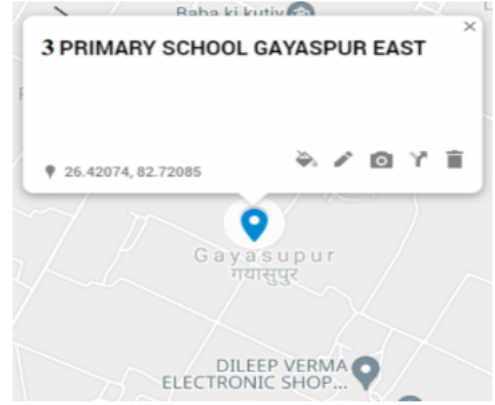 Baba ki kutiy
3 PRIMARY SCHOOL GAYASPUR EAST
26.42074, 82.72085
Gayasupur
गयासुपुर
DILEEP VERMA
ELECTRONIC SHOP...